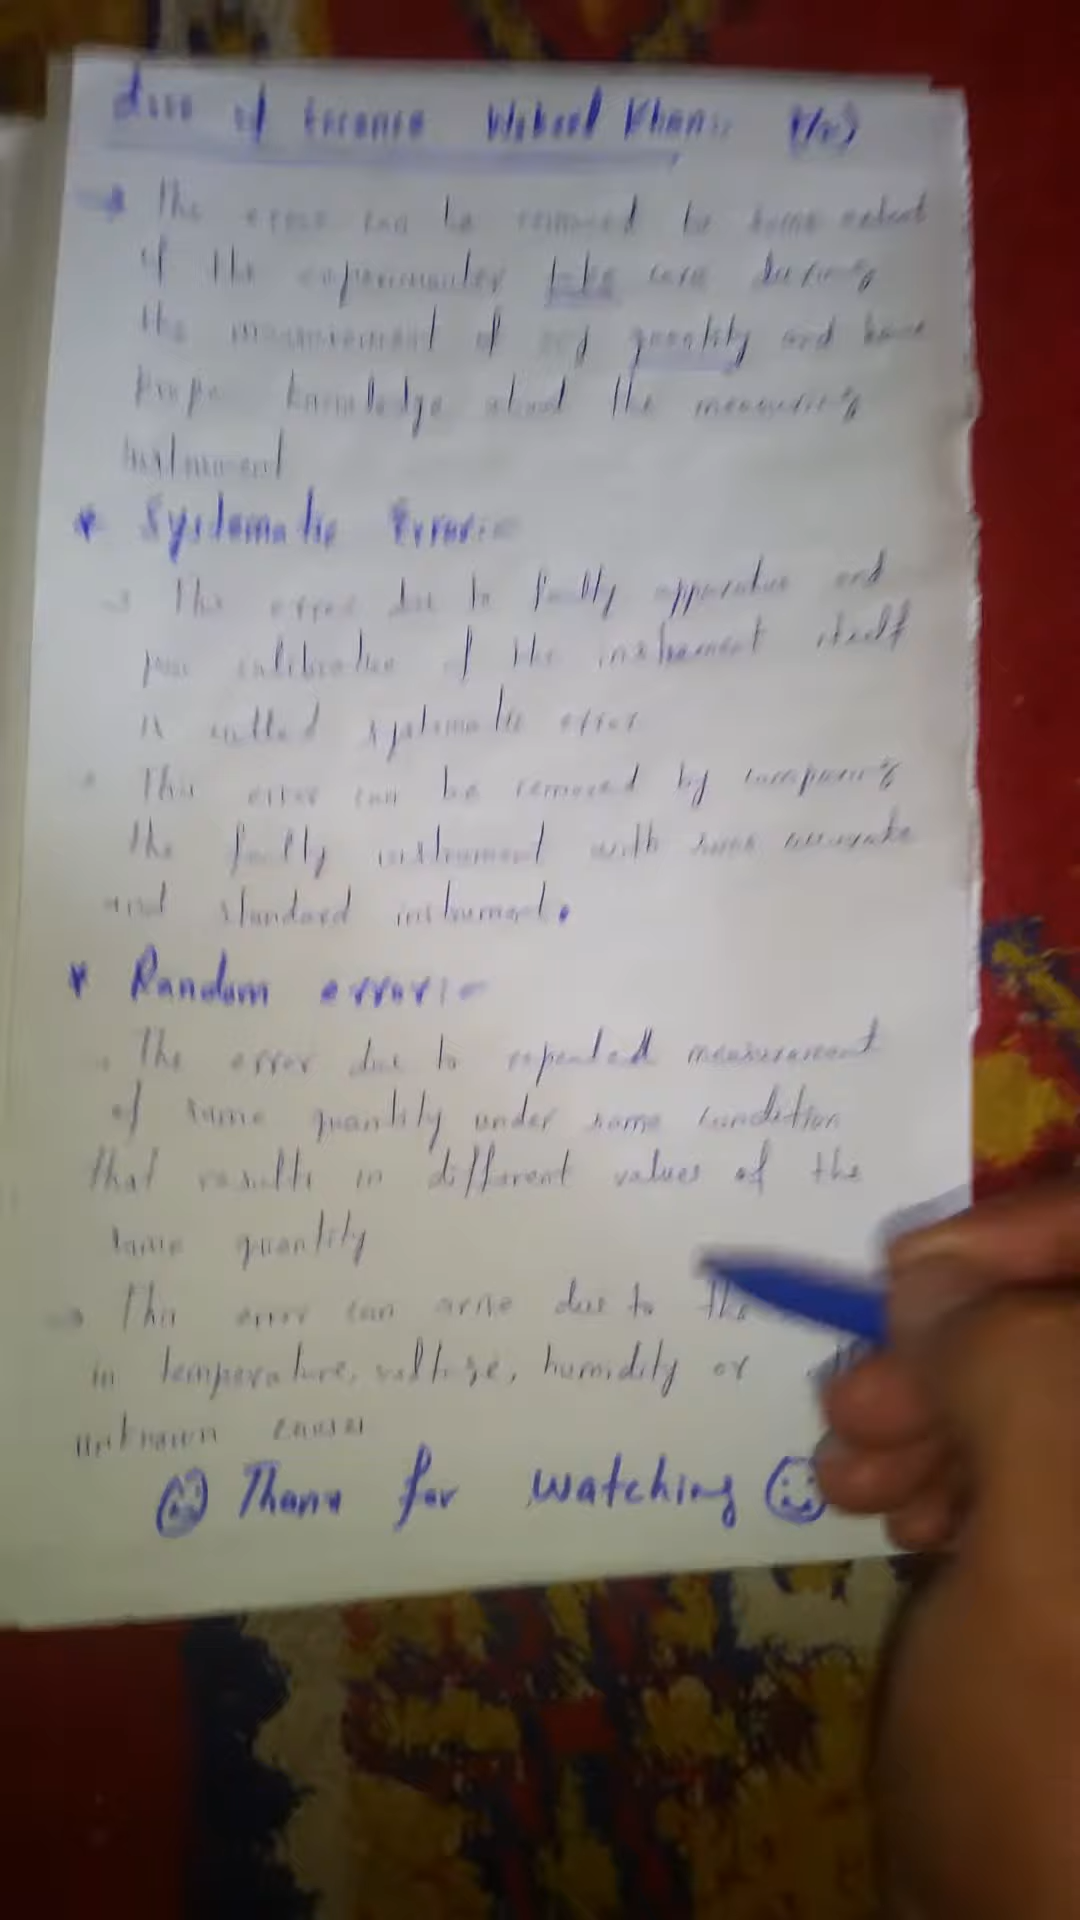 of science Wakeel Khan:
The error can be removed to some extent
if the experimenter take care during
the measurement of and quantity and have
proper knowledge about the measuring
instrument
* Systematic Error:-
The error due to faulty apparatus and
poor calibration of the instrument itself
is called systematic error
This error can be removed by comparing
the faulty instrument with some accurate
and standard instrument.
* Random error:-
The error due to repeated measurement
of same quantity under same condition
that results in different values of the
same quantity
→ This error can arise due to the
in temperature, voltage, humidity or
unknown causes
Thanx for watching